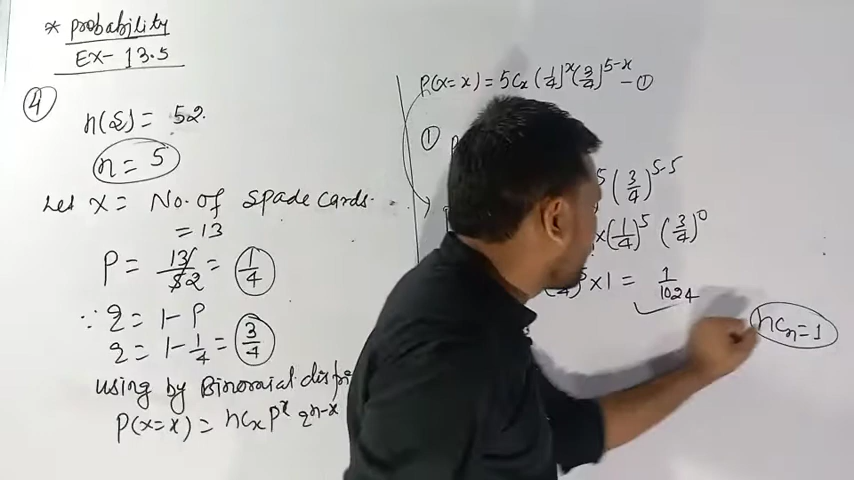 * probability
Ex- 13.5
4
n(S) = 52.
n = 5
Let x = No. of spade cards.
= 13
P = 13/52 = 1/4
∵ q = 1 - P
q = 1 - 1/4 = 3/4
using by Binomial
P(x=x) = nCx P^x q^n-x
P(x=x) = 5Cx (1/4)^x (3/4)^5-x - ①
①
5 (3/4)^5-5
x (1/4)^5 (3/4)^0
x 1 = 1/1024
nCn = 1